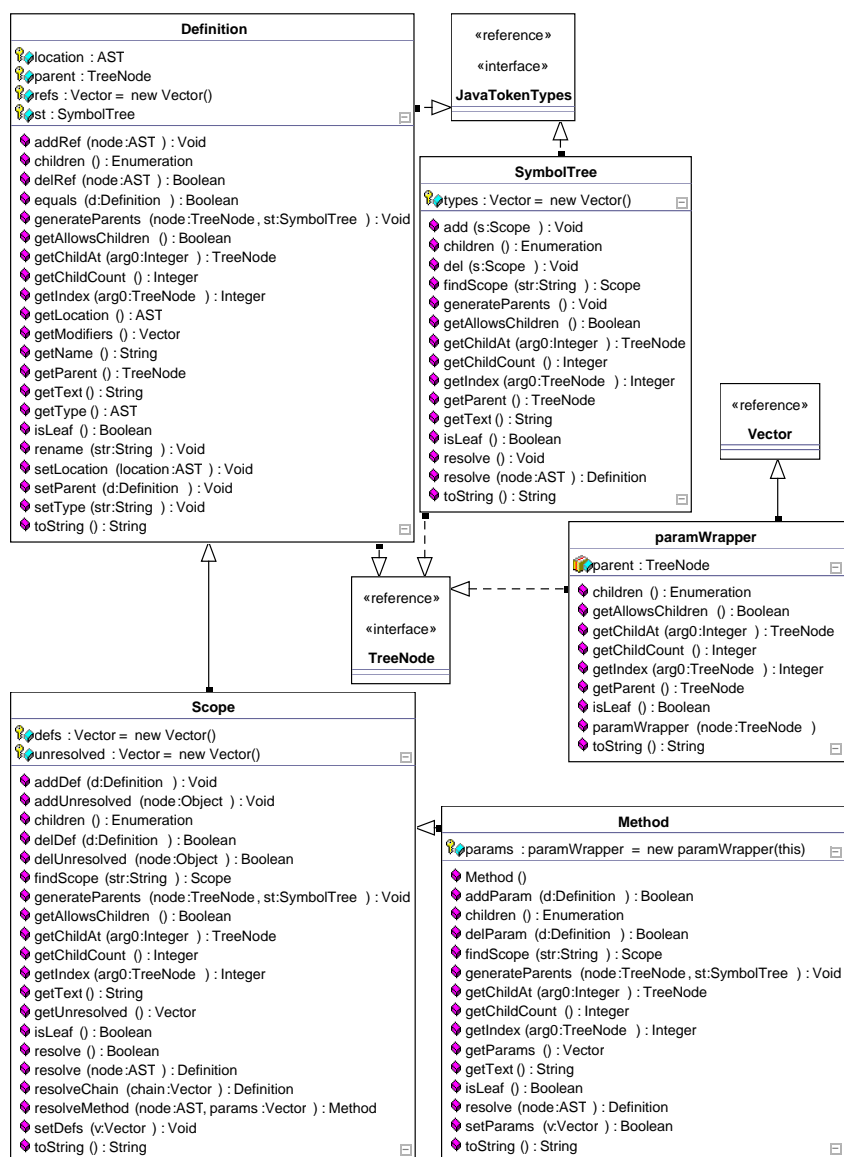 Definition
location : AST
parent : TreeNode
refs : Vector = new Vector()
st : SymbolTree
addRef (node:AST ) : Void
children () : Enumeration
delRef (node:AST ) : Boolean
equals (d:Definition ) : Boolean
generateParents (node:TreeNode , st:SymbolTree ) : Void
getAllowsChildren () : Boolean
getChildAt (arg0:Integer ) : TreeNode
getChildCount () : Integer
getIndex (arg0:TreeNode ) : Integer
getLocation () : AST
getModifiers () : Vector
getName () : String
getParent () : TreeNode
getText () : String
getType () : AST
isLeaf () : Boolean
rename (str:String ) : Void
setLocation (location:AST ) : Void
setParent (d:Definition ) : Void
setType (str:String ) : Void
toString () : String
«reference»
«interface»
JavaTokenTypes
SymbolTree
types : Vector = new Vector()
add (s:Scope ) : Void
children () : Enumeration
del (s:Scope ) : Void
findScope (str:String ) : Scope
generateParents () : Void
getAllowsChildren () : Boolean
getChildAt (arg0:Integer ) : TreeNode
getChildCount () : Integer
getIndex (arg0:TreeNode ) : Integer
getParent () : TreeNode
getText () : String
isLeaf () : Boolean
resolve () : Void
resolve (node:AST ) : Definition
toString () : String
«reference»
Vector
paramWrapper
parent : TreeNode
children () : Enumeration
getAllowsChildren () : Boolean
getChildAt (arg0:Integer ) : TreeNode
getChildCount () : Integer
getIndex (arg0:TreeNode ) : Integer
getParent () : TreeNode
isLeaf () : Boolean
paramWrapper (node:TreeNode )
toString () : String
«reference»
«interface»
TreeNode
Scope
defs : Vector = new Vector()
unresolved : Vector = new Vector()
addDef (d:Definition ) : Void
addUnresolved (node:Object ) : Void
children () : Enumeration
delDef (d:Definition ) : Boolean
delUnresolved (node:Object ) : Boolean
findScope (str:String ) : Scope
generateParents (node:TreeNode , st:SymbolTree ) : Void
getAllowsChildren () : Boolean
getChildAt (arg0:Integer ) : TreeNode
getChildCount () : Integer
getIndex (arg0:TreeNode ) : Integer
getText () : String
getUnresolved () : Vector
isLeaf () : Boolean
resolve () : Boolean
resolve (node:AST ) : Definition
resolveChain (chain:Vector ) : Definition
resolveMethod (node:AST, params :Vector ) : Method
setDefs (v:Vector ) : Void
toString () : String
Method
params : paramWrapper = new paramWrapper(this)
Method ()
addParam (d:Definition ) : Boolean
children () : Enumeration
delParam (d:Definition ) : Boolean
findScope (str:String ) : Scope
generateParents (node:TreeNode , st:SymbolTree ) : Void
getChildAt (arg0:Integer ) : TreeNode
getChildCount () : Integer
getIndex (arg0:TreeNode ) : Integer
getParams () : Vector
getText () : String
isLeaf () : Boolean
resolve (node:AST ) : Definition
setParams (v:Vector ) : Boolean
toString () : String